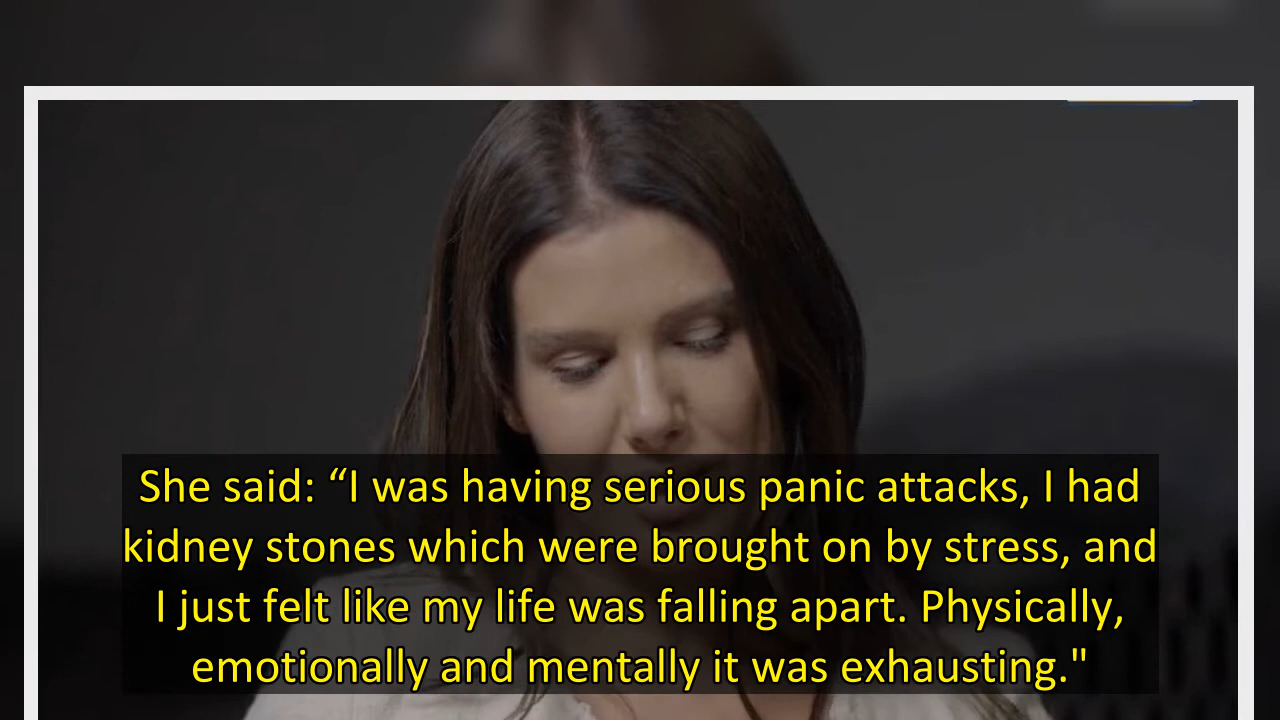 She said: “I was having serious panic attacks, I had
kidney stones which were brought on by stress, and
I just felt like my life was falling apart. Physically,
emotionally and mentally it was exhausting."